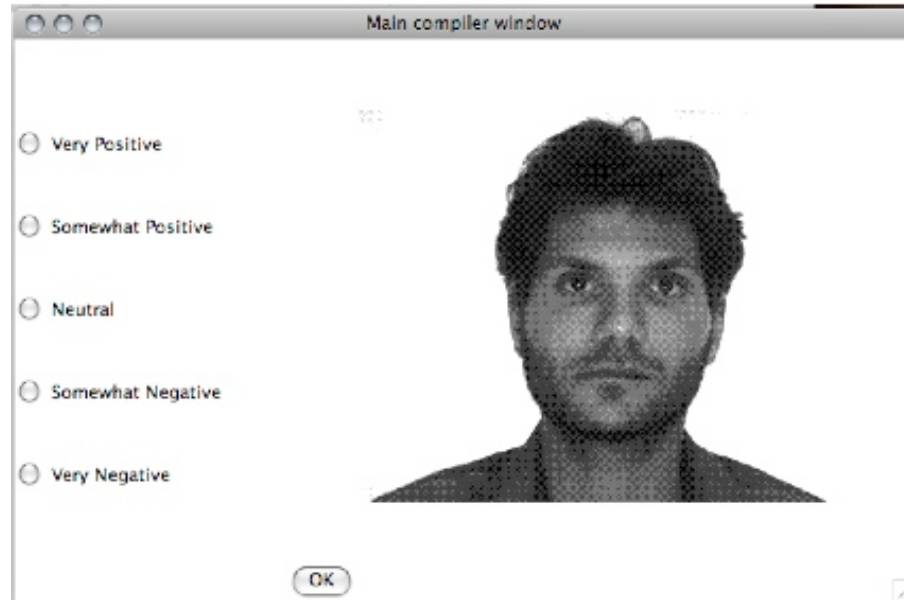 Main compiler window
Very Positive
Somewhat Positive
Neutral
Somewhat Negative
Very Negative
OK